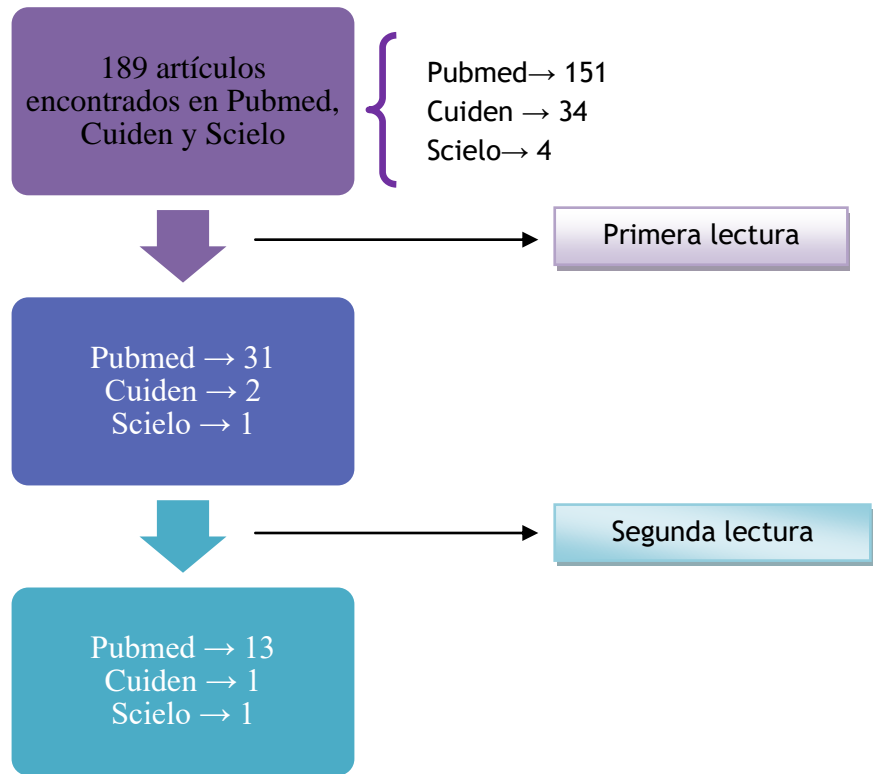 189 artículos
encontrados en Pubmed,
Cuiden y Scielo
Pubmed→ 151
Cuiden → 34
Scielo→ 4
Primera lectura
Pubmed → 31
Cuiden → 2
Scielo → 1
Segunda lectura
Pubmed → 13
Cuiden → 1
Scielo → 1